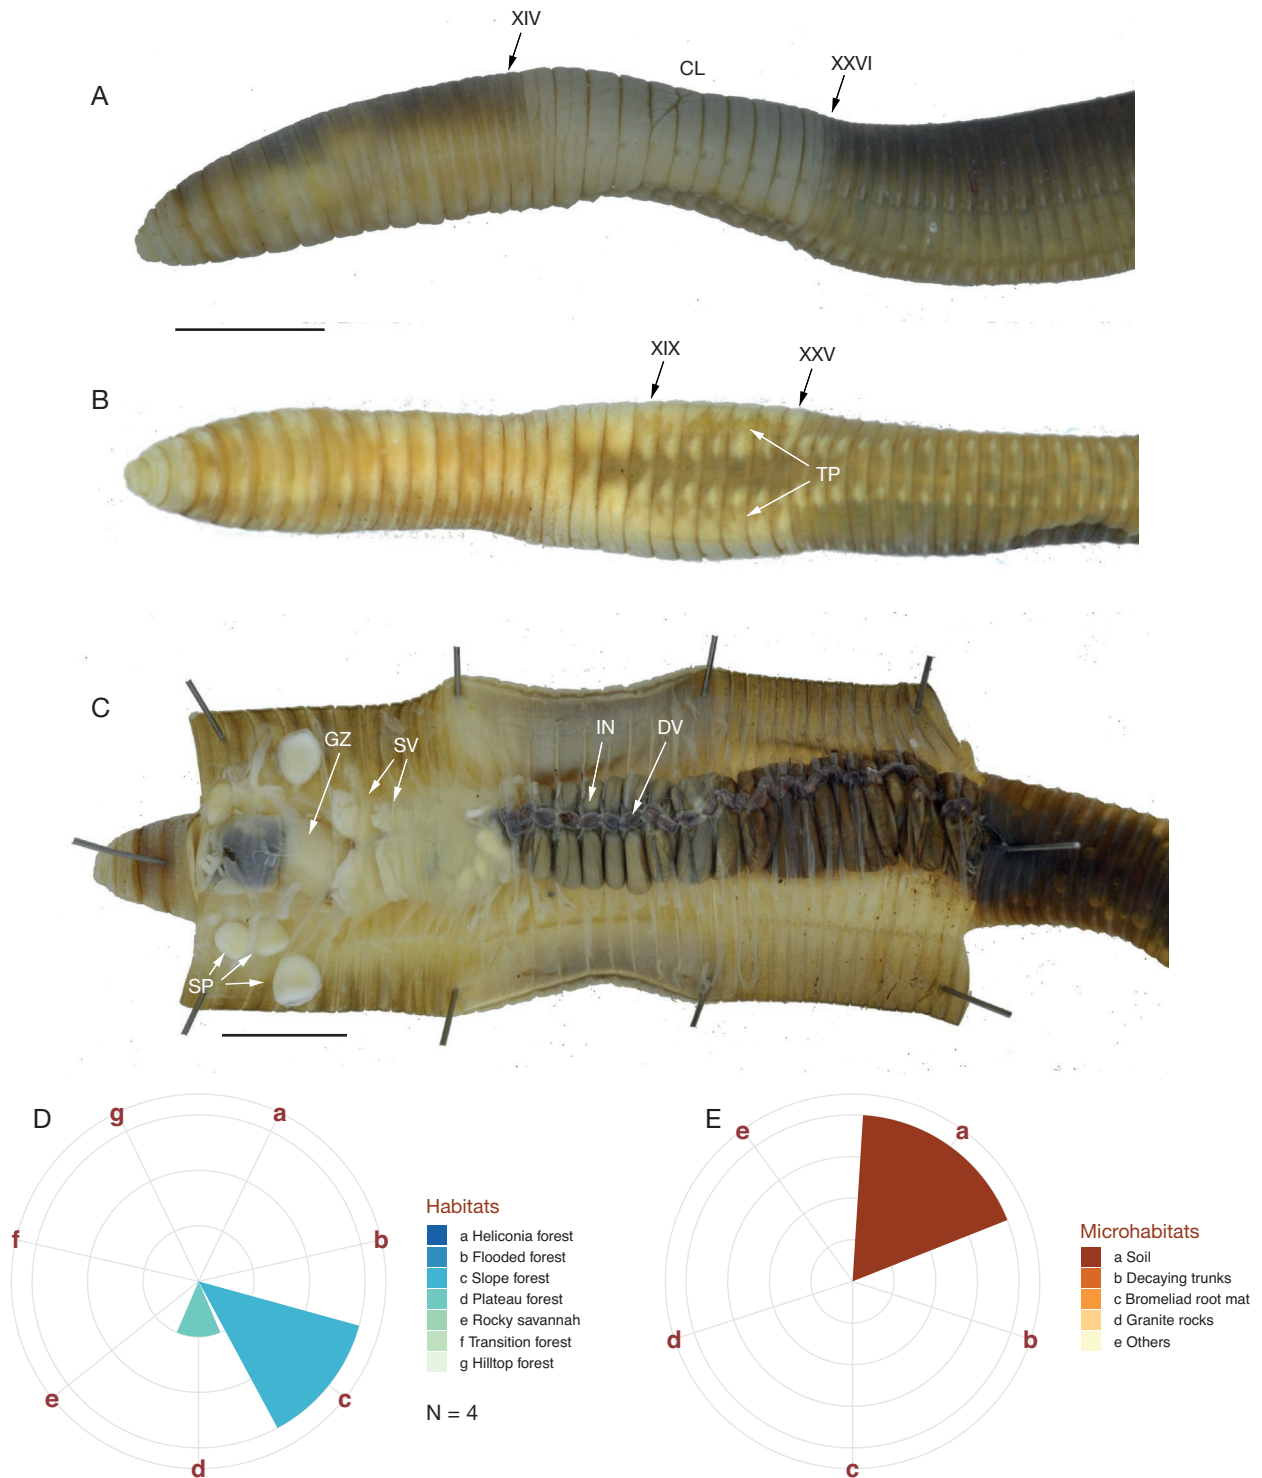 XIV
CL
XXVI
A
XIX
XXV
B
TP
C
GZ
SV
IN
DV
SP
D
g
a
b
f
e
c
d
Habitats
a Heliconia forest
b Flooded forest
c Slope forest
d Plateau forest
e Rocky savannah
f Transition forest
g Hilltop forest
N = 4
E
e
a
d
b
c
Microhabitats
a Soil
b Decaying trunks
c Bromeliad root mat
d Granite rocks
e Others